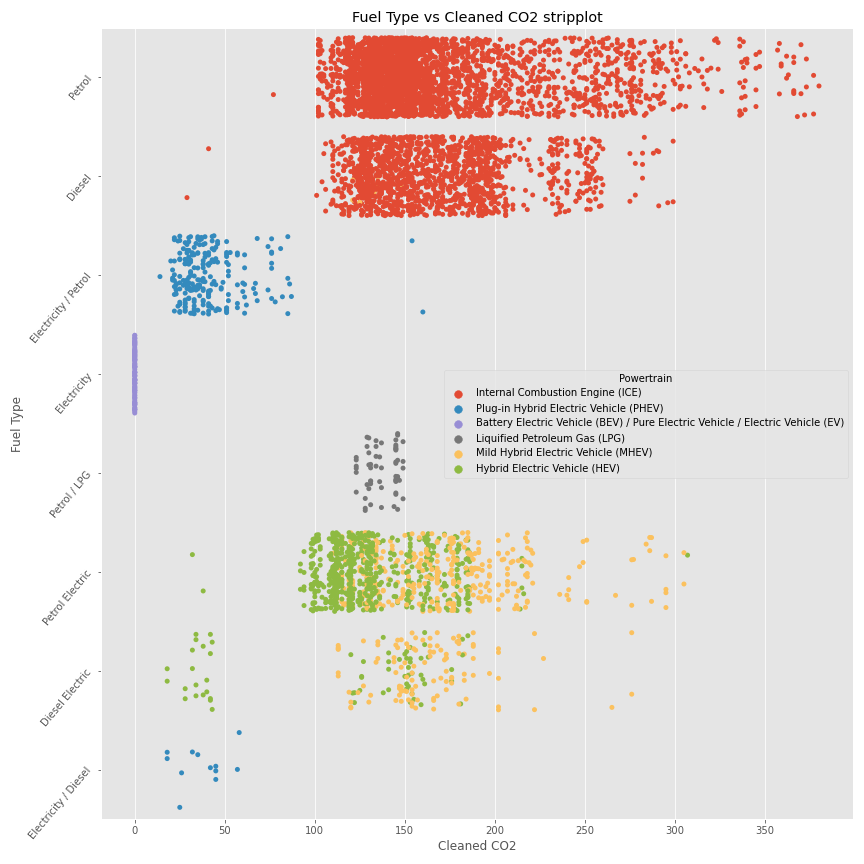 Fuel Type vs Cleaned CO2 stripplot
Petrol
Diesel
Electricity / Petrol
Electricity
Petrol / LPG
Petrol Electric
Diesel Electric
Electricity / Diesel
Fuel Type
Powertrain
Internal Combustion Engine (ICE)
Plug-in Hybrid Electric Vehicle (PHEV)
Battery Electric Vehicle (BEV) / Pure Electric Vehicle / Electric Vehicle (EV)
Liquified Petroleum Gas (LPG)
Mild Hybrid Electric Vehicle (MHEV)
Hybrid Electric Vehicle (HEV)
0 50 100 150 200 250 300 350
Cleaned CO2